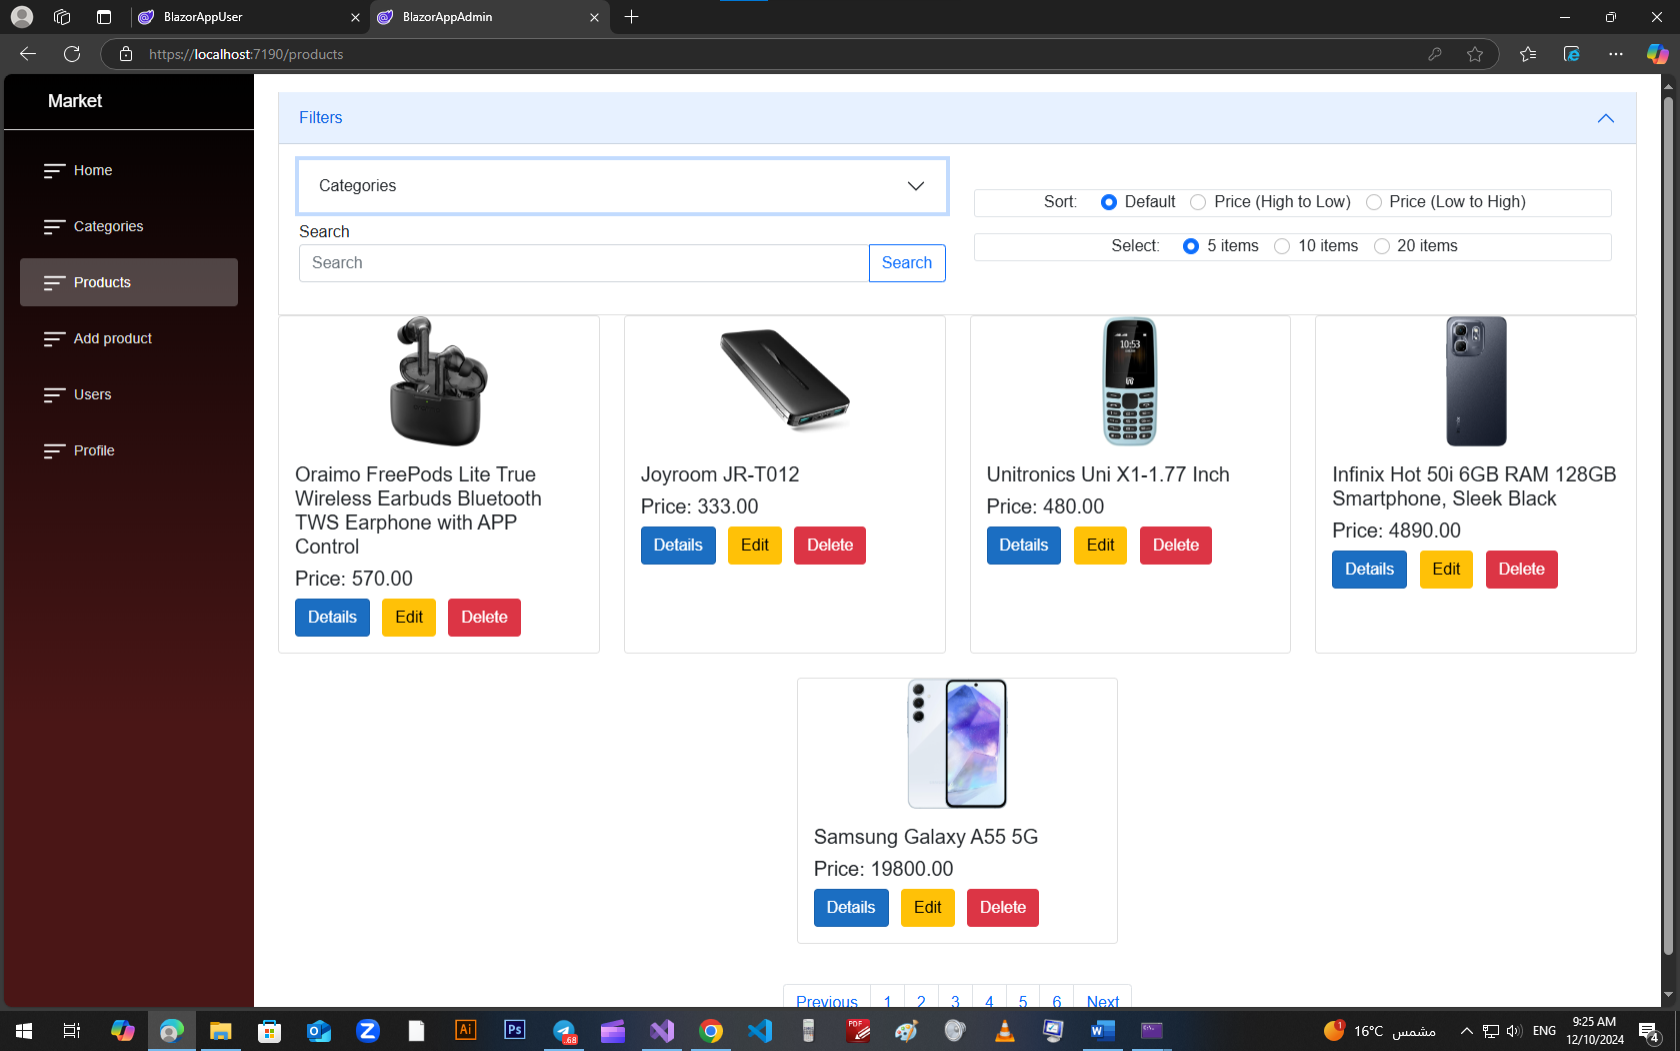 BlazorAppUser
BlazorAppAdmin
https://localhost:7190/products
Market
Home
Categories
Products
Add product
Users
Profile
Filters
Categories
Search
Search
Search
Sort: Default Price (High to Low) Price (Low to High)
Select: 5 items 10 items 20 items
10:53
Oraimo FreePods Lite True
Wireless Earbuds Bluetooth
TWS Earphone with APP
Control
Price: 570.00
Details Edit Delete
Joyroom JR-T012
Price: 333.00
Details Edit Delete
Unitronics Uni X1-1.77 Inch
Price: 480.00
Details Edit Delete
Infinix Hot 50i 6GB RAM 128GB
Smartphone, Sleek Black
Price: 4890.00
Details Edit Delete
Samsung Galaxy A55 5G
Price: 19800.00
Details Edit Delete
Previous 1 2 3 4 5 6 Next
Ai
Ps
.68
PDF
1
16°C مشمس
ENG
9:25 AM
12/10/2024
4